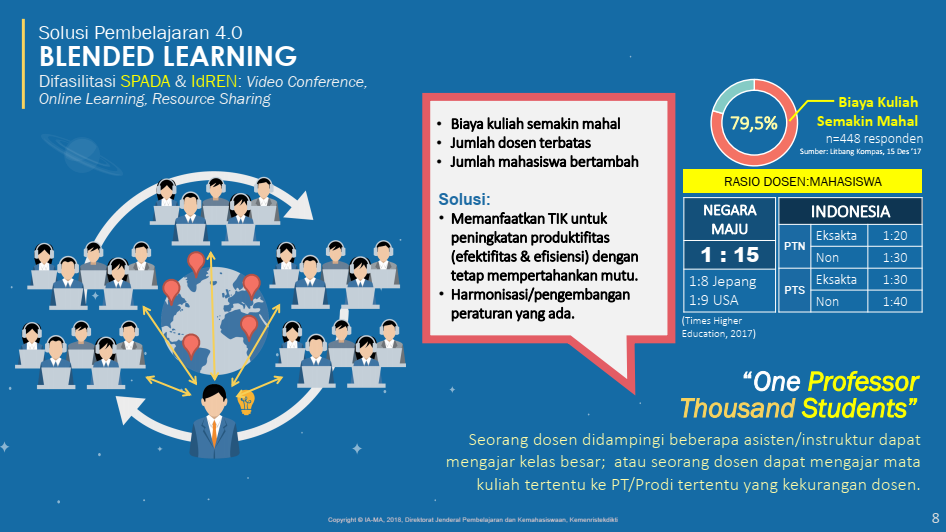 Solusi Pembelajaran 4.0
BLENDED LEARNING
Difasilitasi SPADA & IdREN: Video Conference,
Online Learning, Resource Sharing
• Biaya kuliah semakin mahal
• Jumlah dosen terbatas
• Jumlah mahasiswa bertambah
Solusi:
• Memanfaatkan TIK untuk
peningkatan produktifitas
(efektifitas & efisiensi) dengan
tetap mempertahankan mutu.
• Harmonisasi/pengembangan
peraturan yang ada.
79,5%
Biaya Kuliah
Semakin Mahal
n=448 responden
Sumber: Litbang Kompas, 15 Des '17
RASIO DOSEN:MAHASISWA
NEGARA
MAJU
1 : 15
1:8 Jepang
1:9 USA
(Times Higher
Education, 2017)
INDONESIA
PTN Eksakta 1:20
Non 1:30
PTS Eksakta 1:30
Non 1:40
“One Professor
Thousand Students”
Seorang dosen didampingi beberapa asisten/instruktur dapat
mengajar kelas besar; atau seorang dosen dapat mengajar mata
kuliah tertentu ke PT/Prodi tertentu yang kekurangan dosen.
Copyright © IA-MA, 2018, Direktorat Jenderal Pembelajaran dan Kemahasiswaan, Kemenristekdikti
8